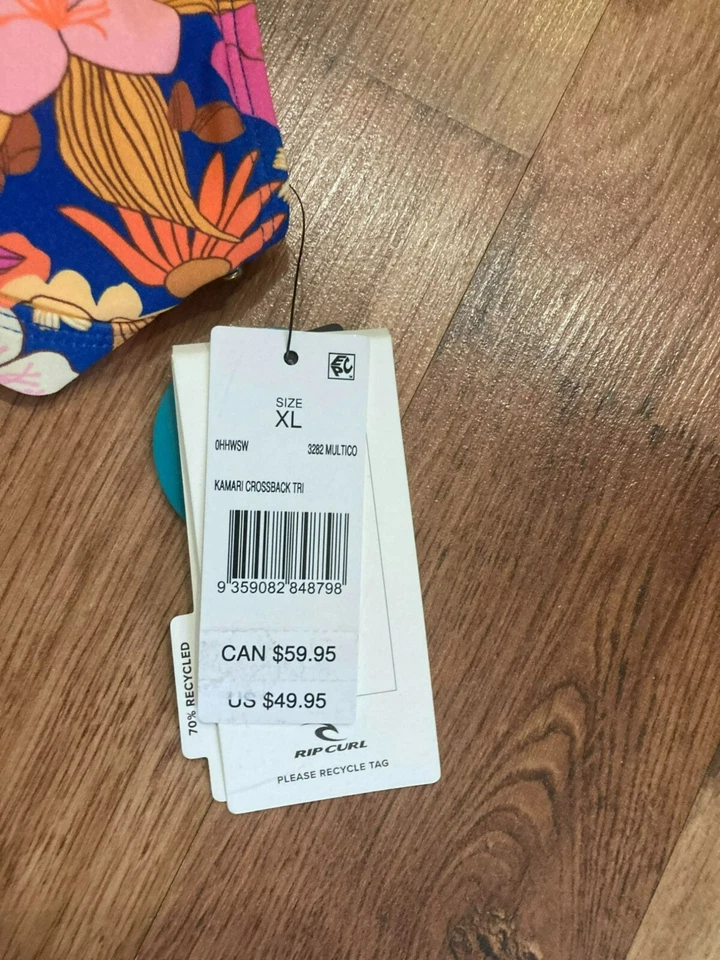 EPC
SIZE
XL
0HHWSW 3282 MULTICO
KAMARI CROSSBACK TRI
9 359082 848798
CAN $59.95
US $49.95
70% RECYCLED
RIP CURL
PLEASE RECYCLE TAG